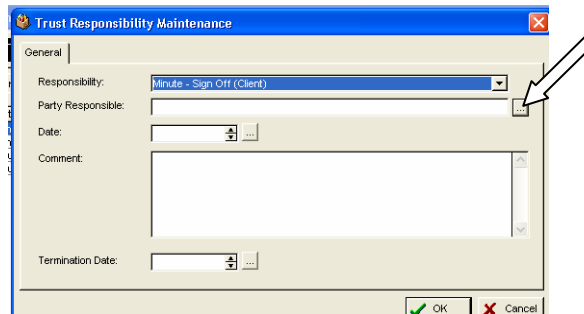 Trust Responsibility Maintenance
General
Responsibility: Minute - Sign Off (Client)
Party Responsible: ...
Date: ...
Comment:
Termination Date: ...
OK Cancel